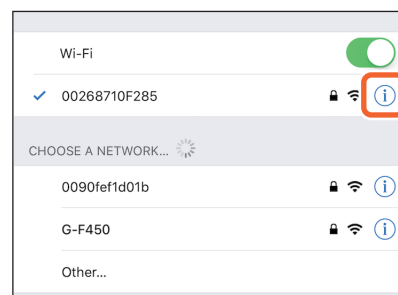 Wi-Fi
00268710F285
CHOOSE A NETWORK...
0090fef1d01b
G-F450
Other...